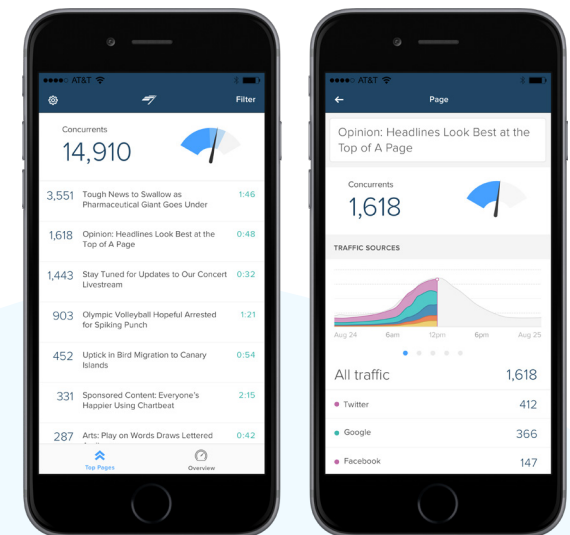 AT&T
Filter
Concurrents
14,910
3,551 Tough News to Swallow as 1:46
Pharmaceutical Giant Goes Under
1,618 Opinion: Headlines Look Best at the 0:48
Top of A Page
1,443 Stay Tuned for Updates to Our Concert 0:32
Livestream
903 Olympic Volleyball Hopeful Arrested 1:21
for Spiking Punch
452 Uptick in Bird Migration to Canary 0:54
Islands
331 Sponsored Content: Everyone's 2:15
Happier Using Chartbeat
287 Arts: Play on Words Draws Lettered 0:42
Top Pages
Overview
AT&T
Page
Opinion: Headlines Look Best at the
Top of A Page
Concurrents
1,618
TRAFFIC SOURCES
Aug 24 6am 12pm 6pm Aug 25
All traffic 1,618
Twitter 412
Google 366
Facebook 147